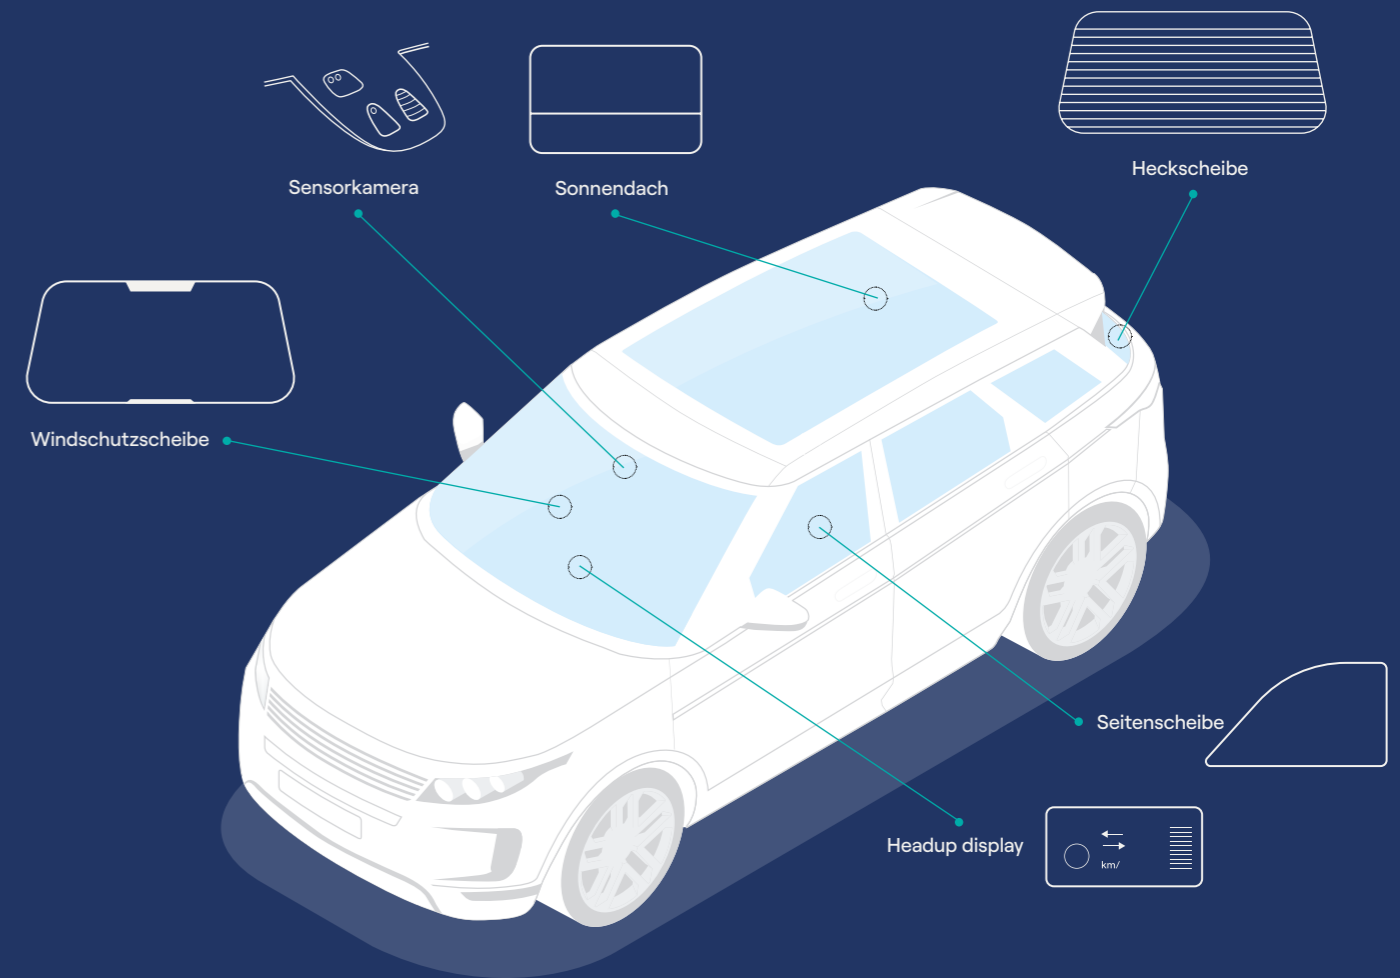 Heckscheibe
Sensorkamera
Sonnendach
Windschutzscheibe
Seitenscheibe
Headup display
km/